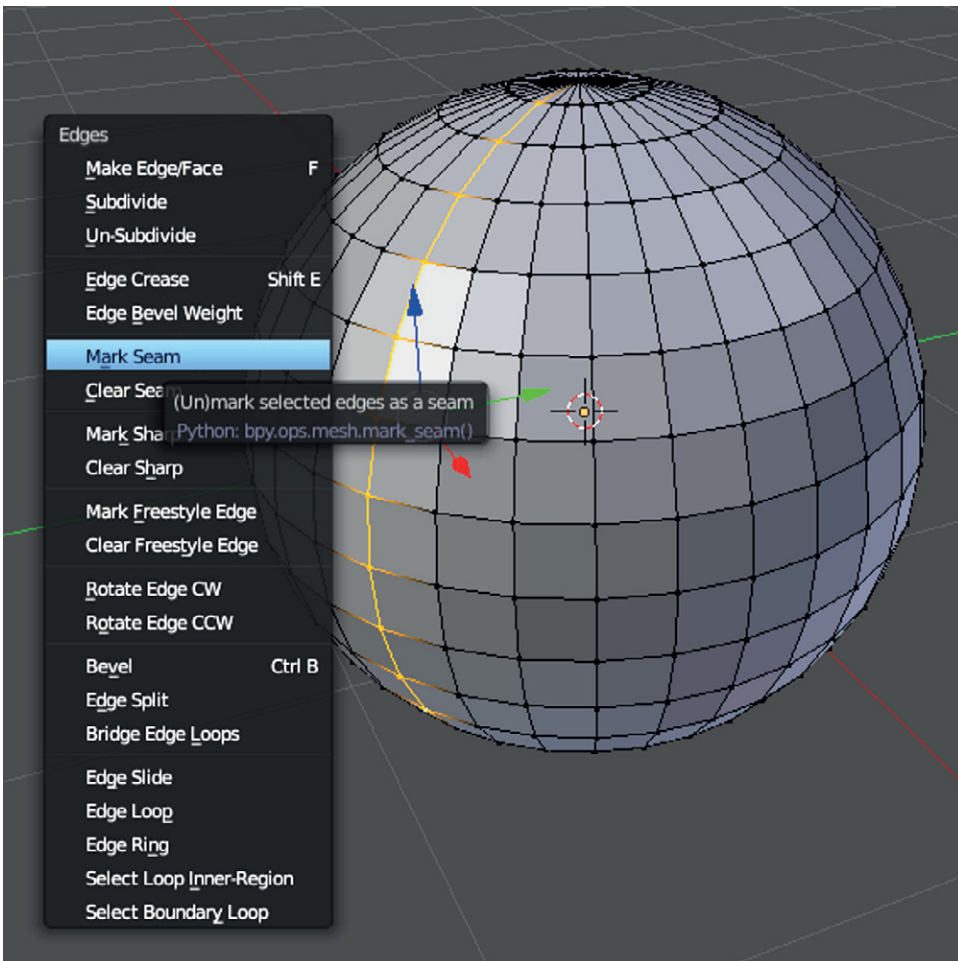 Edges
Make Edge/Face F
Subdivide
Un-Subdivide
Edge Crease Shift E
Edge Bevel Weight
Mark Seam
Clear Seam
(Un)mark selected edges as a seam
Python: bpy.ops.mesh.mark_seam()
Mark Sharp
Clear Sharp
Mark Freestyle Edge
Clear Freestyle Edge
Rotate Edge CW
Rotate Edge CCW
Bevel Ctrl B
Edge Split
Bridge Edge Loops
Edge Slide
Edge Loop
Edge Ring
Select Loop Inner-Region
Select Boundary Loop